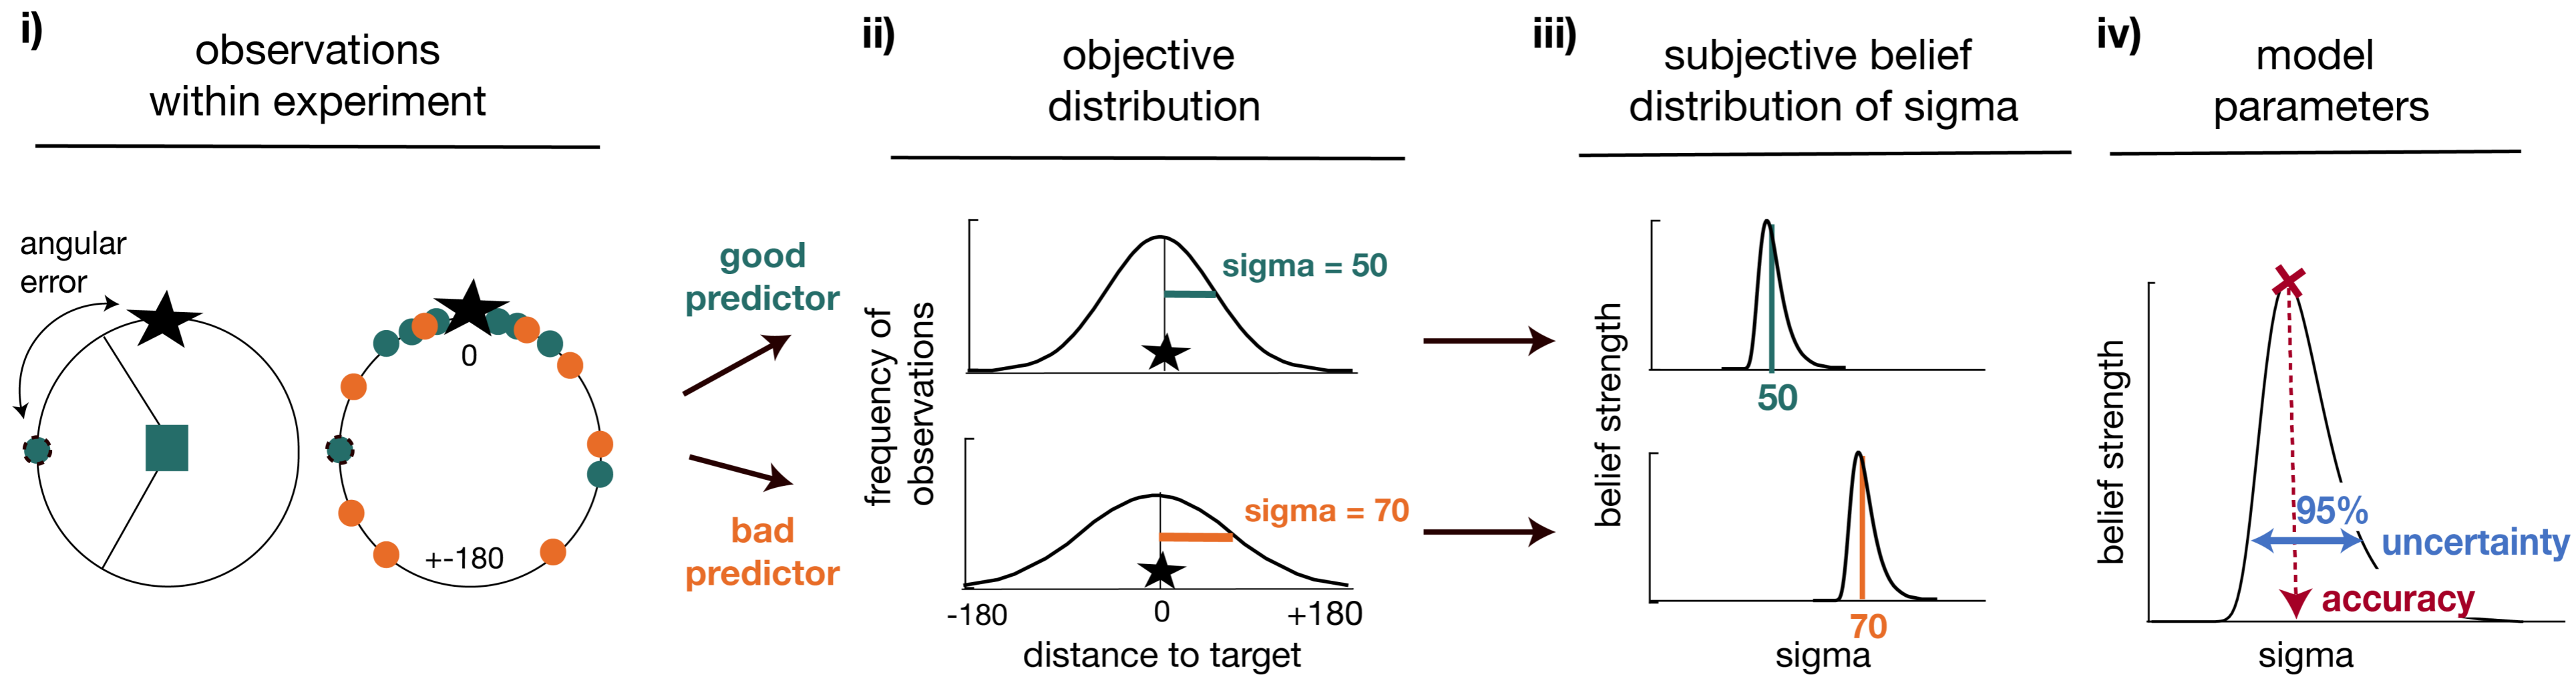 i)
observations
within experiment
angular
error
0
+-180
good
predictor
bad
predictor
ii)
objective
distribution
frequency of
observations
sigma = 50
sigma = 70
-180
0
+180
distance to target
iii)
subjective belief
distribution of sigma
belief strength
50
70
sigma
iv)
model
parameters
belief strength
95%
uncertainty
accuracy
sigma